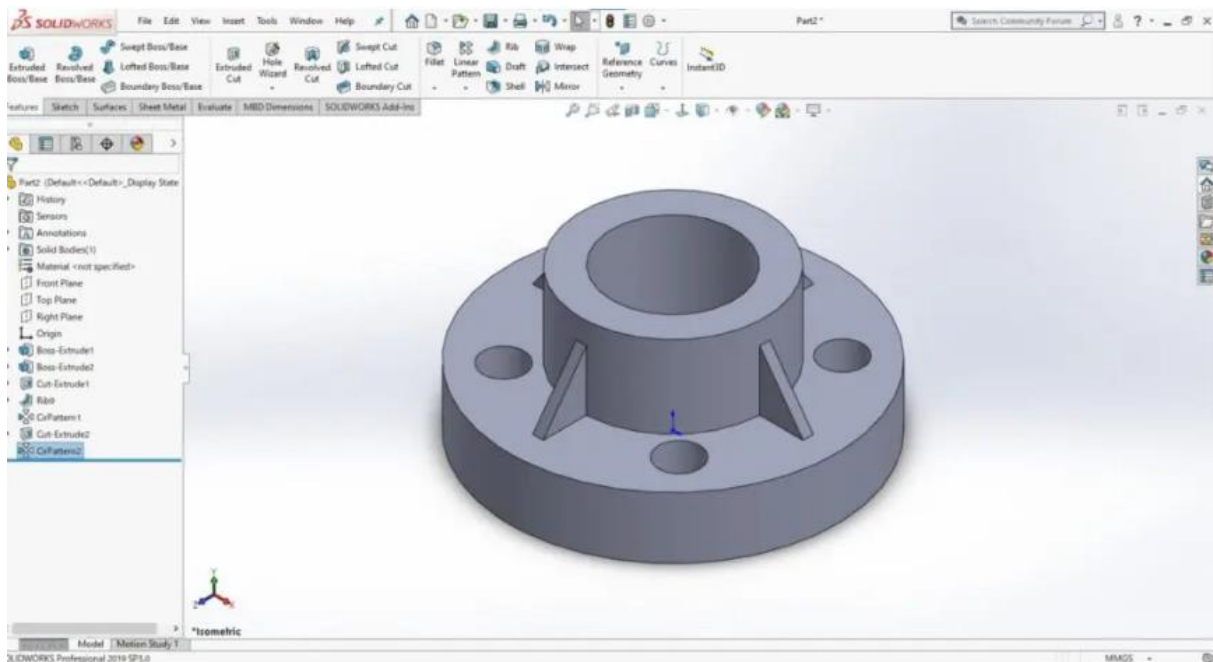 SOLIDWORKS File Edit View Insert Tools Window Help Part2 * Search Community Forum
Extruded Boss/Base
Revolved Boss/Base
Swept Boss/Base
Lofted Boss/Base
Boundary Boss/Base
Extruded Cut
Hole Wizard
Revolved Cut
Swept Cut
Lofted Cut
Boundary Cut
Fillet
Linear Pattern
Rib
Draft
Shell
Wrap
Intersect
Mirror
Reference Geometry
Curves
Instant3D
Features Sketch Surfaces Sheet Metal Evaluate MBD Dimensions SOLIDWORKS Add-Ins
Part2 (Default<<Default>_Display State
History
Sensors
Annotations
Solid Bodies(1)
Material <not specified>
Front Plane
Top Plane
Right Plane
Origin
Boss-Extrude1
Boss-Extrude2
Cut-Extrude1
CirPattern1
Cut-Extrude2
CirPattern2
Y
Z X
*Isometric
Model Motion Study 1
SOLIDWORKS Professional 2019 SP3.0 MMGS